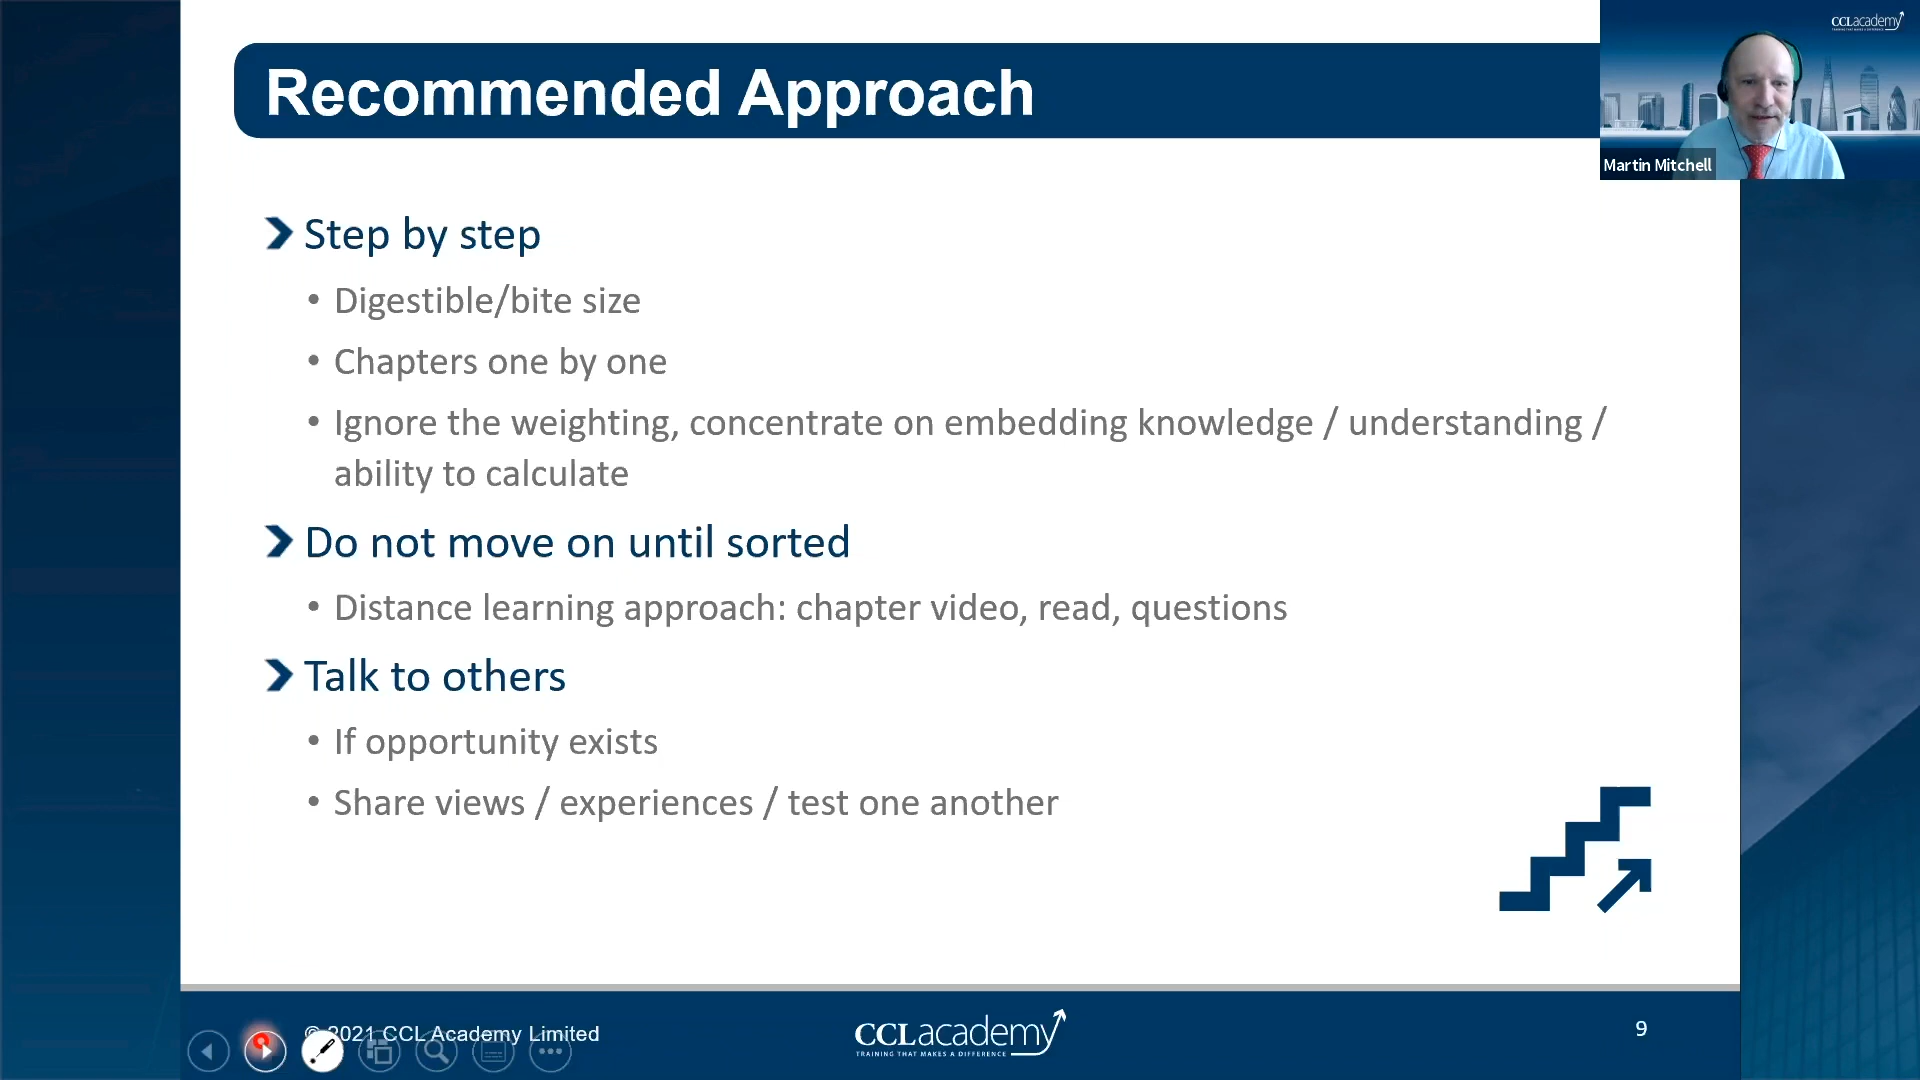 CCLacademy
TRAINING THAT MAKES A DIFFERENCE
Recommended Approach
Martin Mitchell
Step by step
• Digestible/bite size
• Chapters one by one
• Ignore the weighting, concentrate on embedding knowledge / understanding /
ability to calculate
Do not move on until sorted
• Distance learning approach: chapter video, read, questions
Talk to others
• If opportunity exists
• Share views / experiences / test one another
© 2021 CCL Academy Limited
CCLacademy
TRAINING THAT MAKES A DIFFERENCE
9